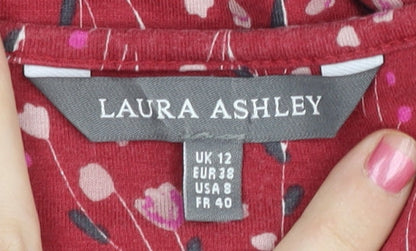 LAURA ASHLEY
UK 12
EUR 38
USA 8
FR 40